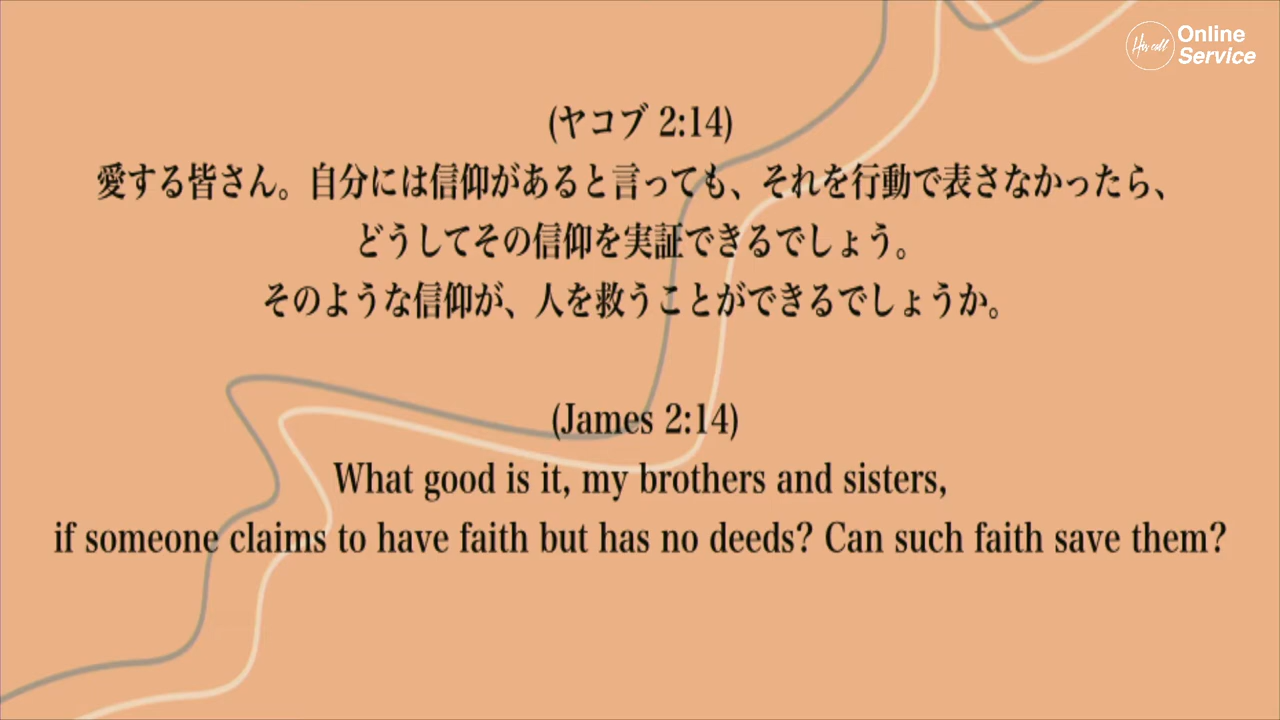 His call
Online
Service
(ヤコブ 2:14)
愛する皆さん。自分には信仰があると言っても、それを行動で表さなかったら、
どうしてその信仰を実証できるでしょう。
そのような信仰が、人を救うことができるでしょうか。
(James 2:14)
What good is it, my brothers and sisters,
if someone claims to have faith but has no deeds? Can such faith save them?